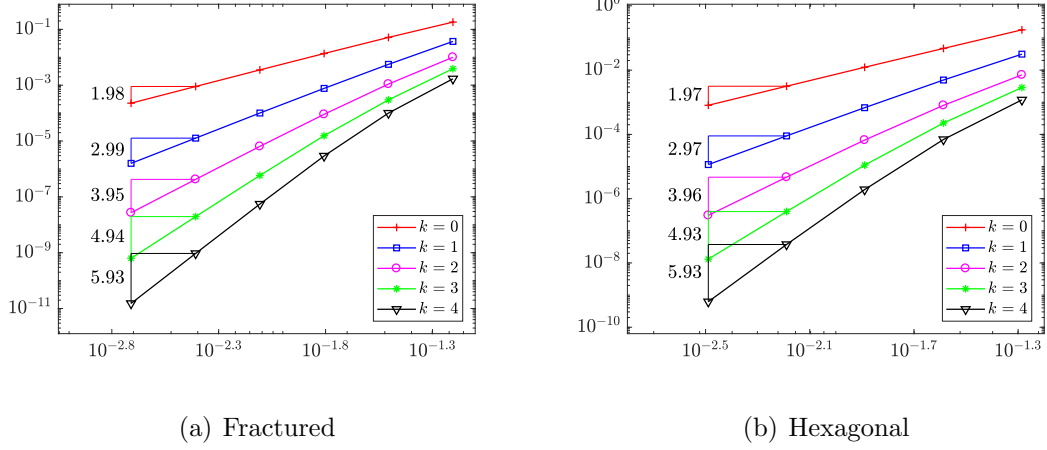 10^{-1}
10^{-3}
10^{-5}
10^{-7}
10^{-9}
10^{-11}
1.98
2.99
3.95
4.94
5.93
k = 0
k = 1
k = 2
k = 3
k = 4
10^{-2.8}
10^{-2.3}
10^{-1.8}
10^{-1.3}
(a) Fractured
10^{0}
10^{-2}
10^{-4}
10^{-6}
10^{-8}
10^{-10}
1.97
2.97
3.96
4.93
5.93
k = 0
k = 1
k = 2
k = 3
k = 4
10^{-2.5}
10^{-2.1}
10^{-1.7}
10^{-1.3}
(b) Hexagonal